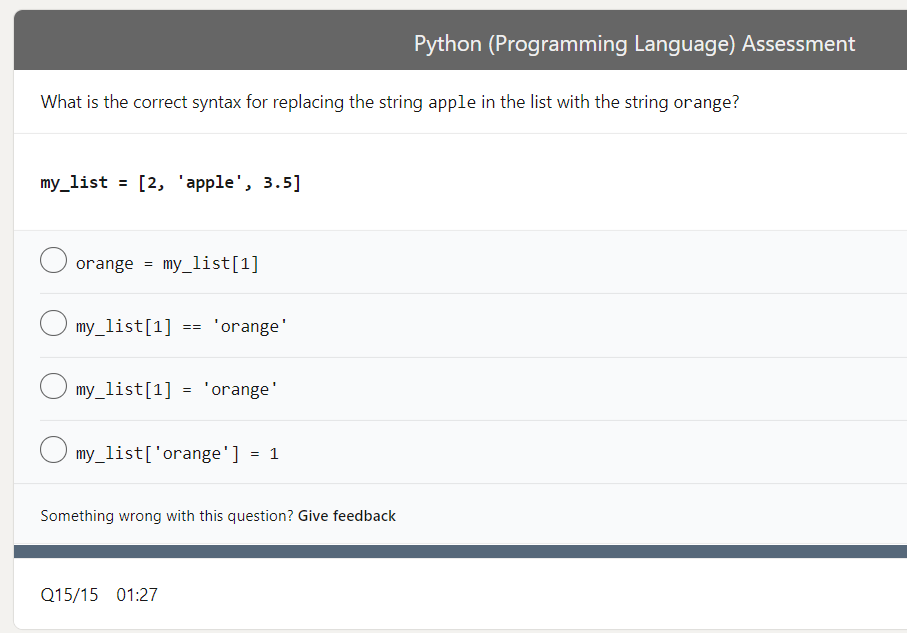 Python (Programming Language) Assessment
What is the correct syntax for replacing the string apple in the list with the string orange?
my_list = [2, 'apple', 3.5]
orange = my_list[1]
my_list[1] == 'orange'
my_list[1] = 'orange'
my_list['orange'] = 1
Something wrong with this question? Give feedback
Q15/15 01:27